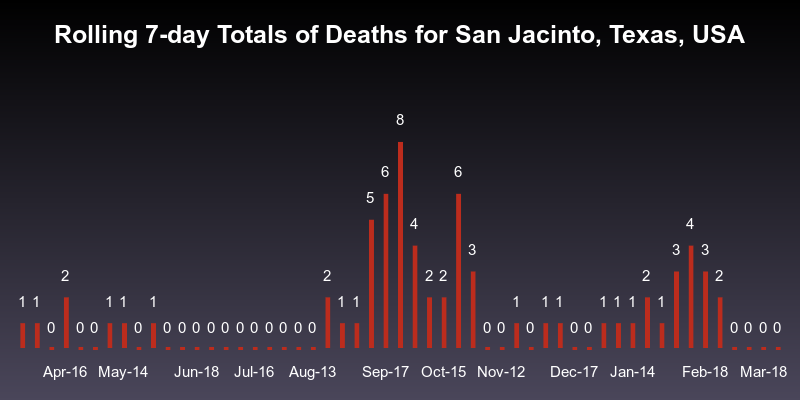 Rolling 7-day Totals of Deaths for San Jacinto, Texas, USA
8
6 6
5
4 4
3 3 3
2 2 2 2 2 2
1 1 1 1 1 1 1 1 1 1 1 1 1 1
0 0 0 0 0 0 0 0 0 0 0 0 0 0 0 0 0 0 0 0 0 0 0 0
Apr-16 May-14 Jun-18 Jul-16 Aug-13 Sep-17 Oct-15 Nov-12 Dec-17 Jan-14 Feb-18 Mar-18